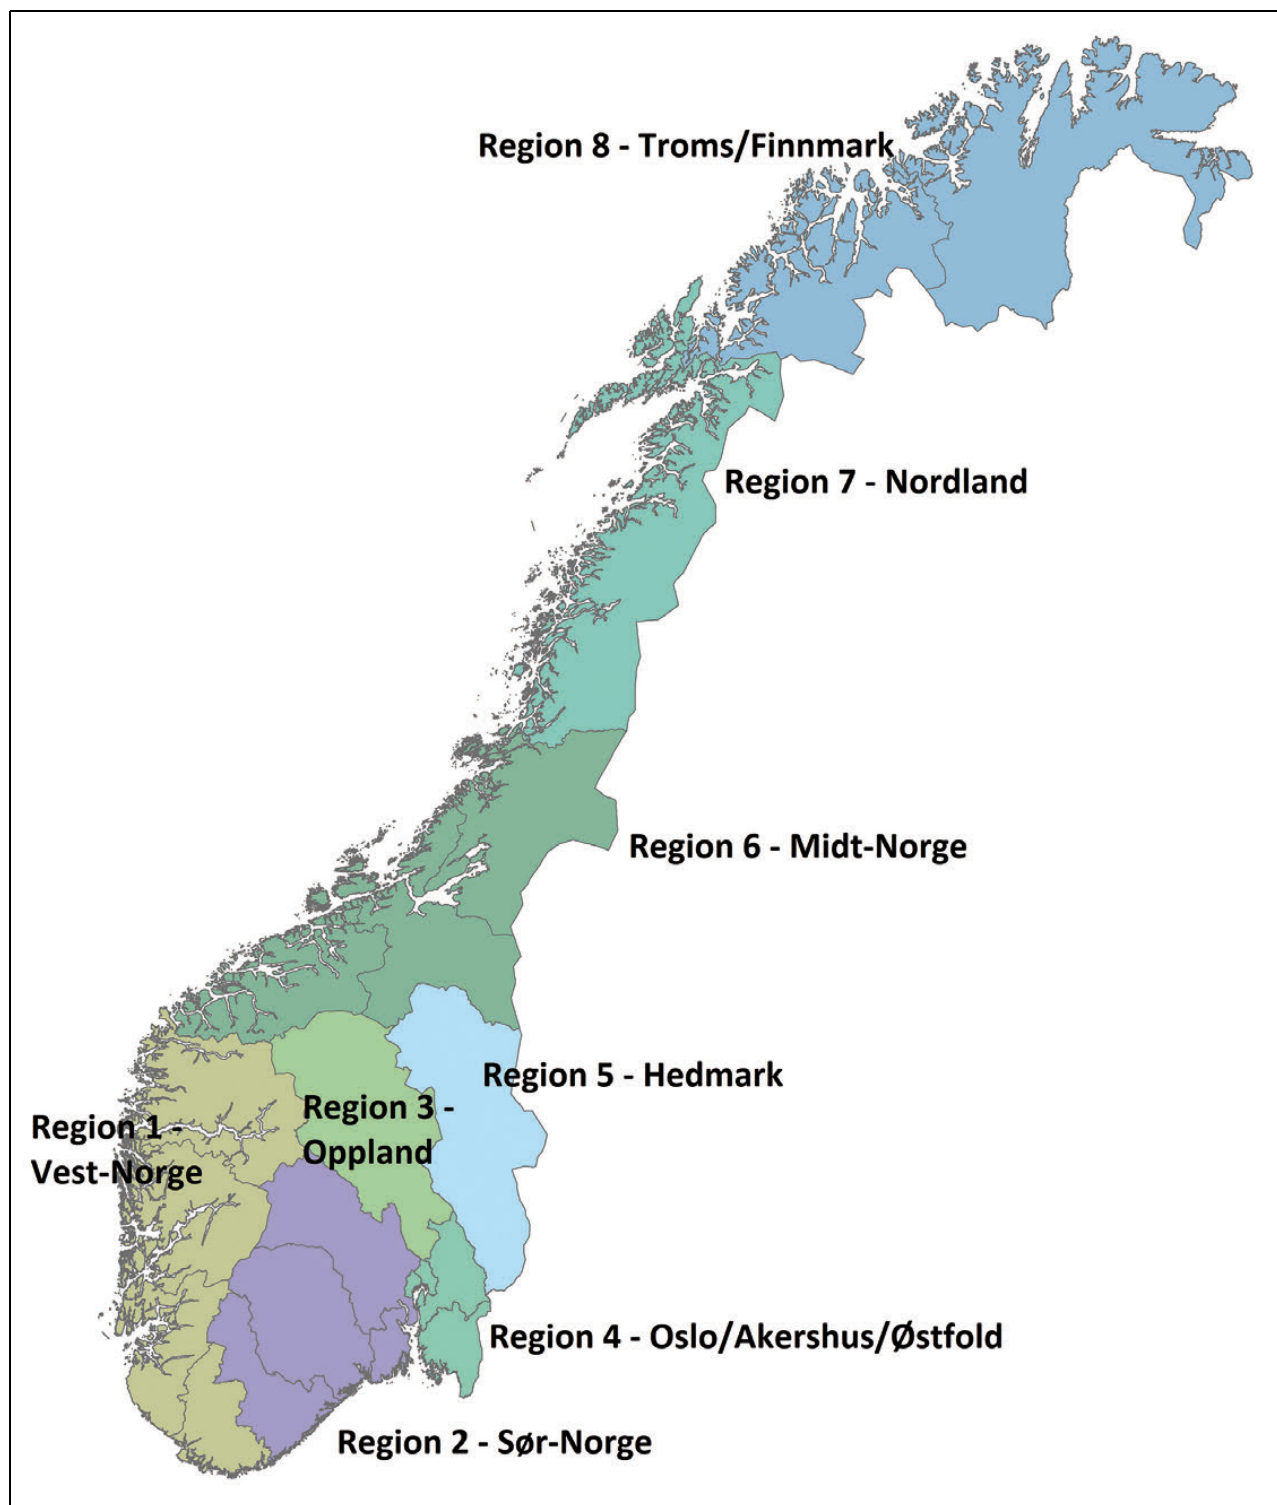 Region 8 - Troms/Finnmark
Region 7 - Nordland
Region 6 - Midt-Norge
Region 5 - Hedmark
Region 3 -
Oppland
Region 1 -
Vest-Norge
Region 4 - Oslo/Akershus/Østfold
Region 2 - Sør-Norge